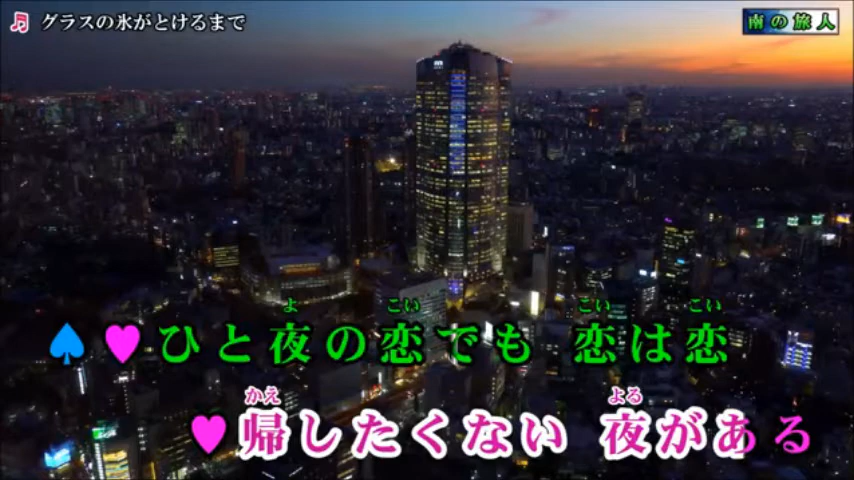 グラスの氷がとけるまで
南の旅人
よ こい こい こい
♠♥ひと夜の恋でも 恋は恋
かえ よる
♥帰したくない 夜がある